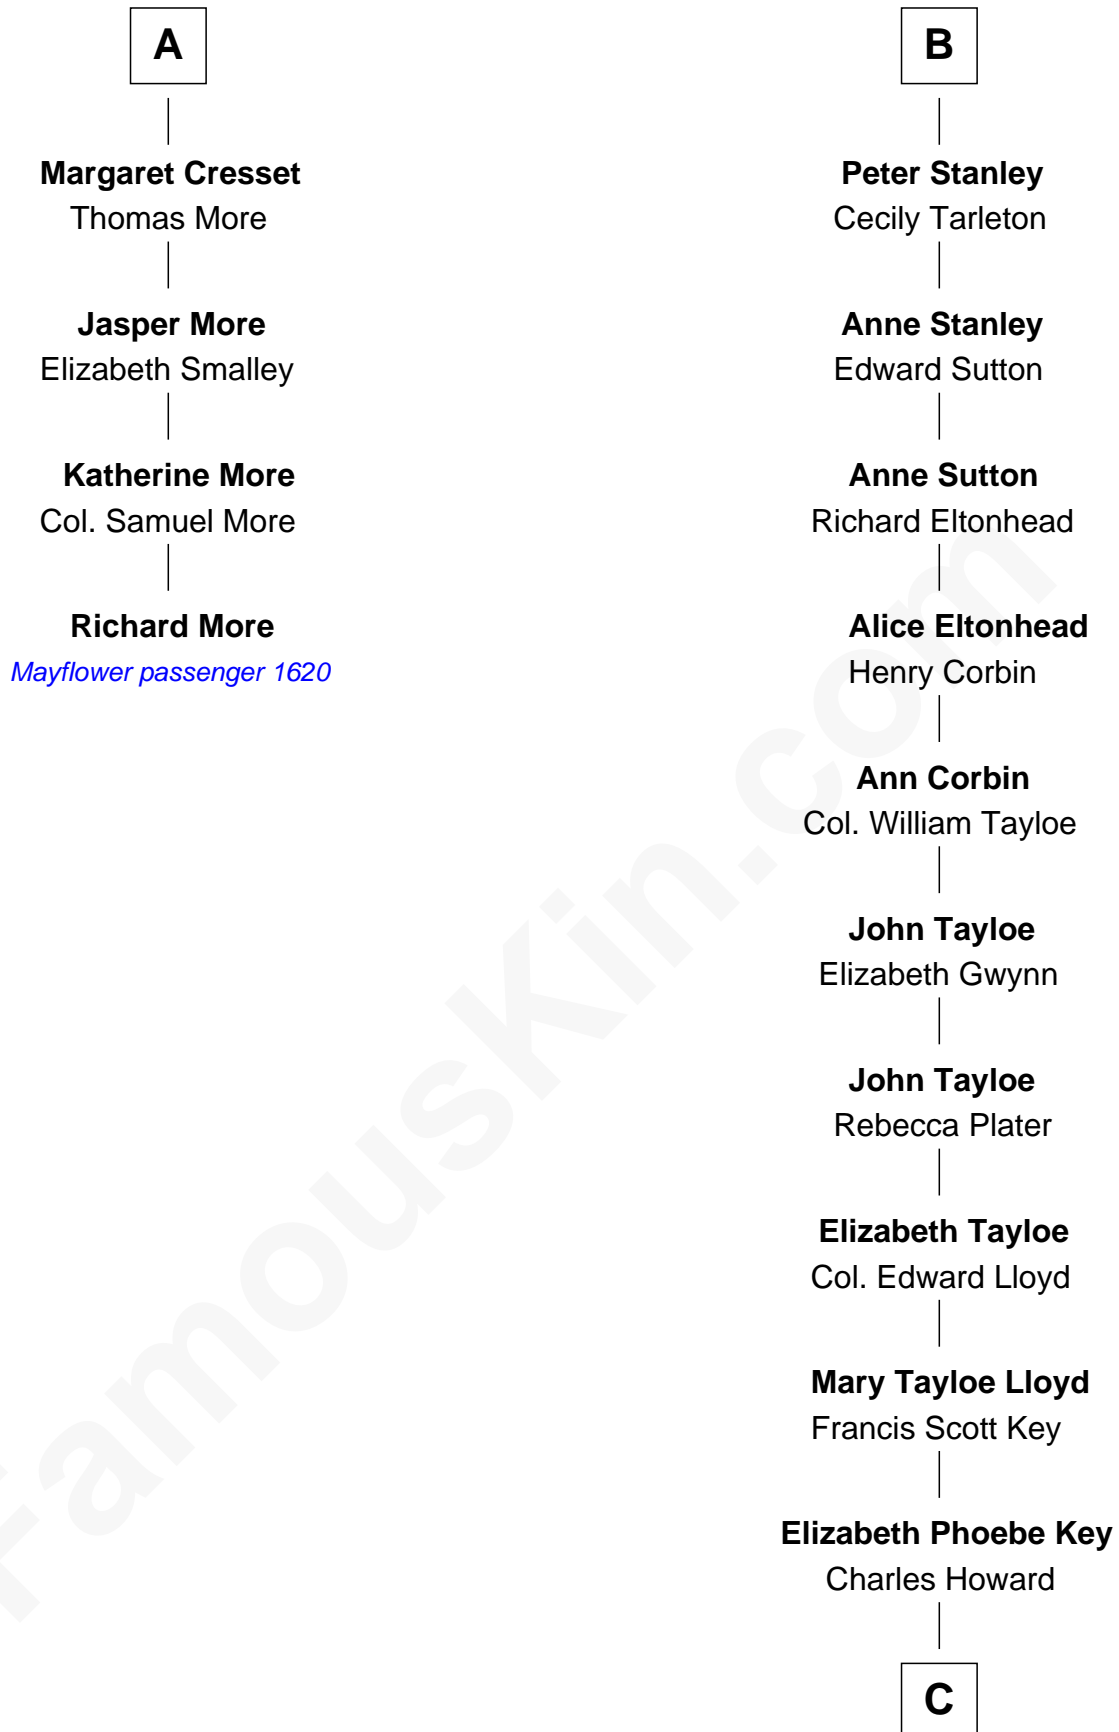 A
Margaret Cresset
Thomas More
Jasper More
Elizabeth Smalley
Katherine More
Col. Samuel More
Richard More
Mayflower passenger 1620
B
Peter Stanley
Cecily Tarleton
Anne Stanley
Edward Sutton
Anne Sutton
Richard Eltonhead
Alice Eltonhead
Henry Corbin
Ann Corbin
Col. William Tayloe
John Tayloe
Elizabeth Gwynn
John Tayloe
Rebecca Plater
Elizabeth Tayloe
Col. Edward Lloyd
Mary Tayloe Lloyd
Francis Scott Key
Elizabeth Phoebe Key
Charles Howard
C
FamousKin.com